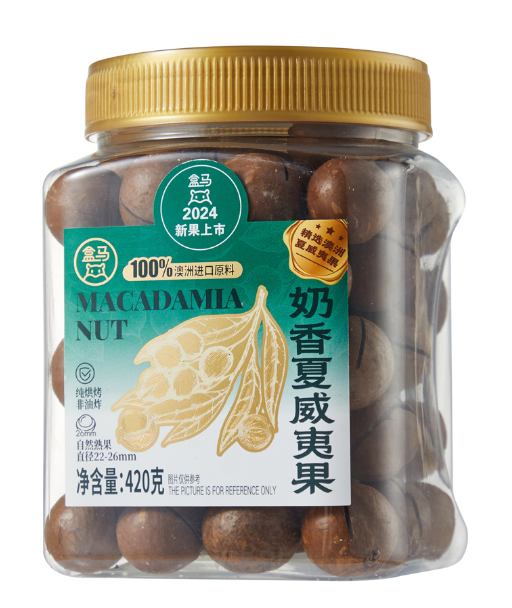 盒马
2024
新果上市
盒马
100%澳洲进口原料
精选澳洲
夏威夷果
MACADAMIA
NUT
奶香夏威夷果
纯烘烤
非油炸
26mm
自然熟果
直径22-26mm
净含量:420克
图片仅供参考
THE PICTURE IS FOR REFERENCE ONLY